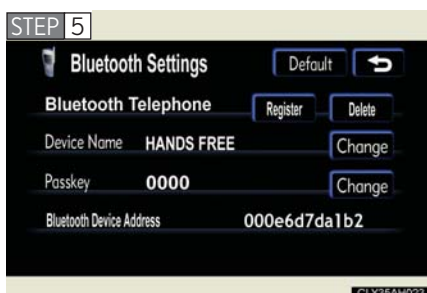 STEP 5
Bluetooth Settings Default
Bluetooth Telephone Register Delete
Device Name HANDS FREE Change
Passkey 0000 Change
Bluetooth Device Address 000e6d7da1b2